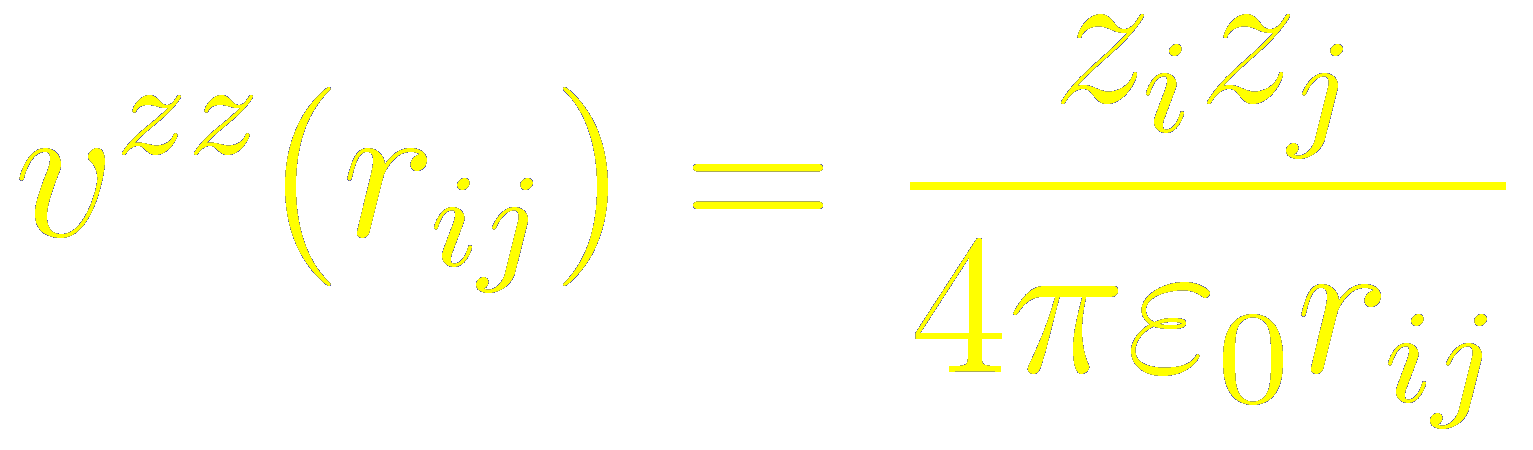 $v^{zz}(r_{ij}) = \frac{z_i z_j}{4\pi\varepsilon_0 r_{ij}}$